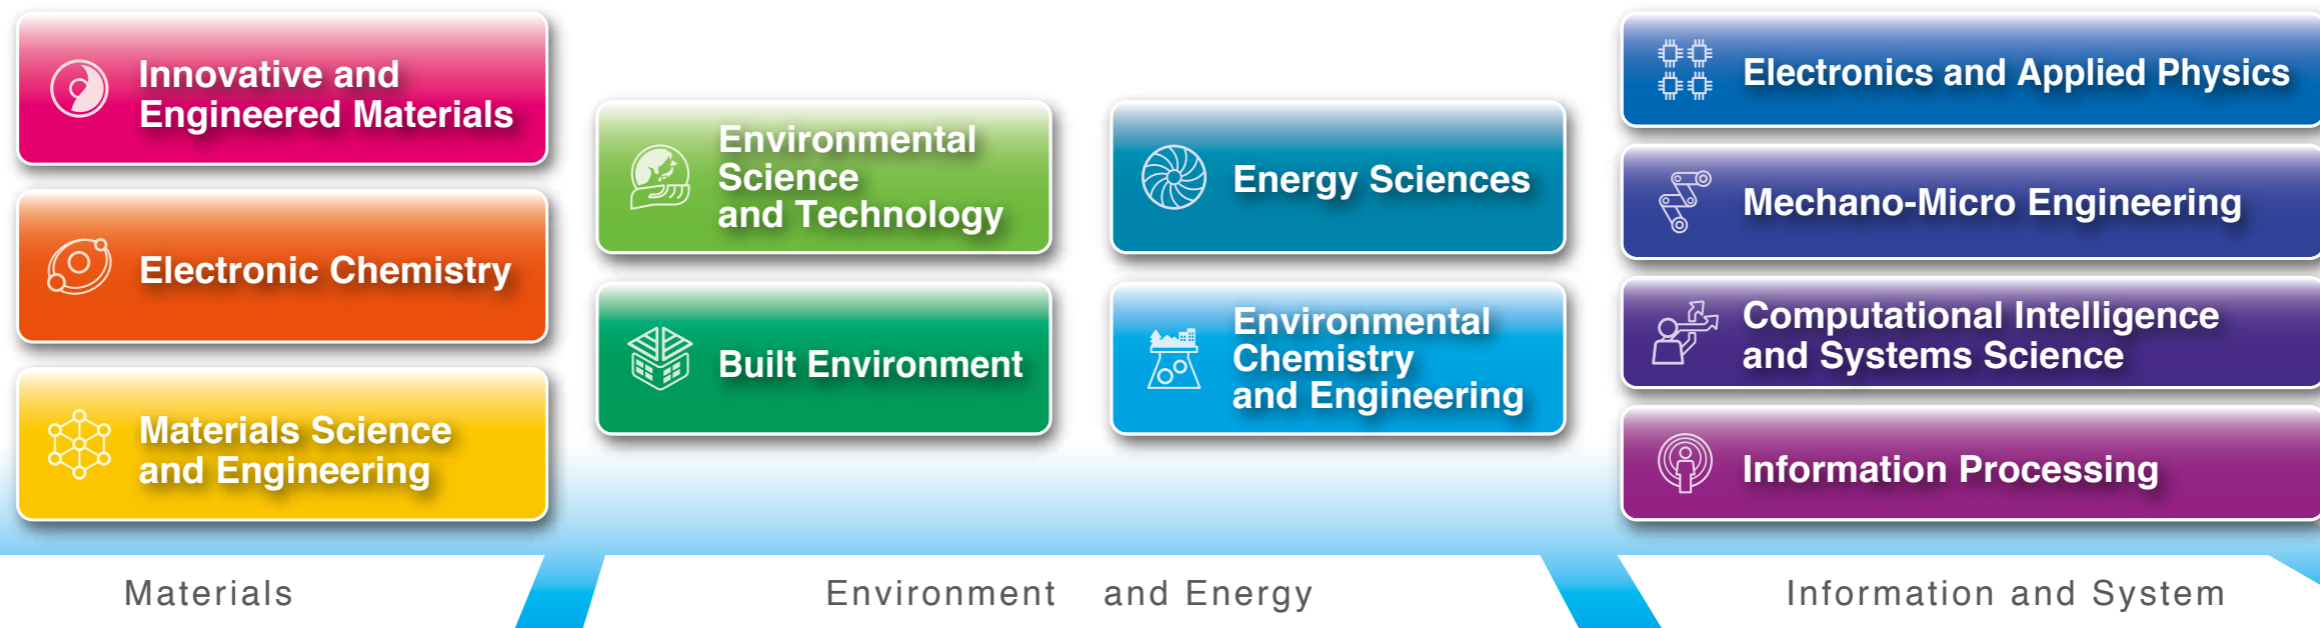 Innovative and
Engineered Materials
Electronic Chemistry
Materials Science
and Engineering
Environmental
Science
and Technology
Built Environment
Energy Sciences
Environmental
Chemistry
and Engineering
Electronics and Applied Physics
Mechano-Micro Engineering
Computational Intelligence
and Systems Science
Information Processing
Materials
Environment and Energy
Information and System